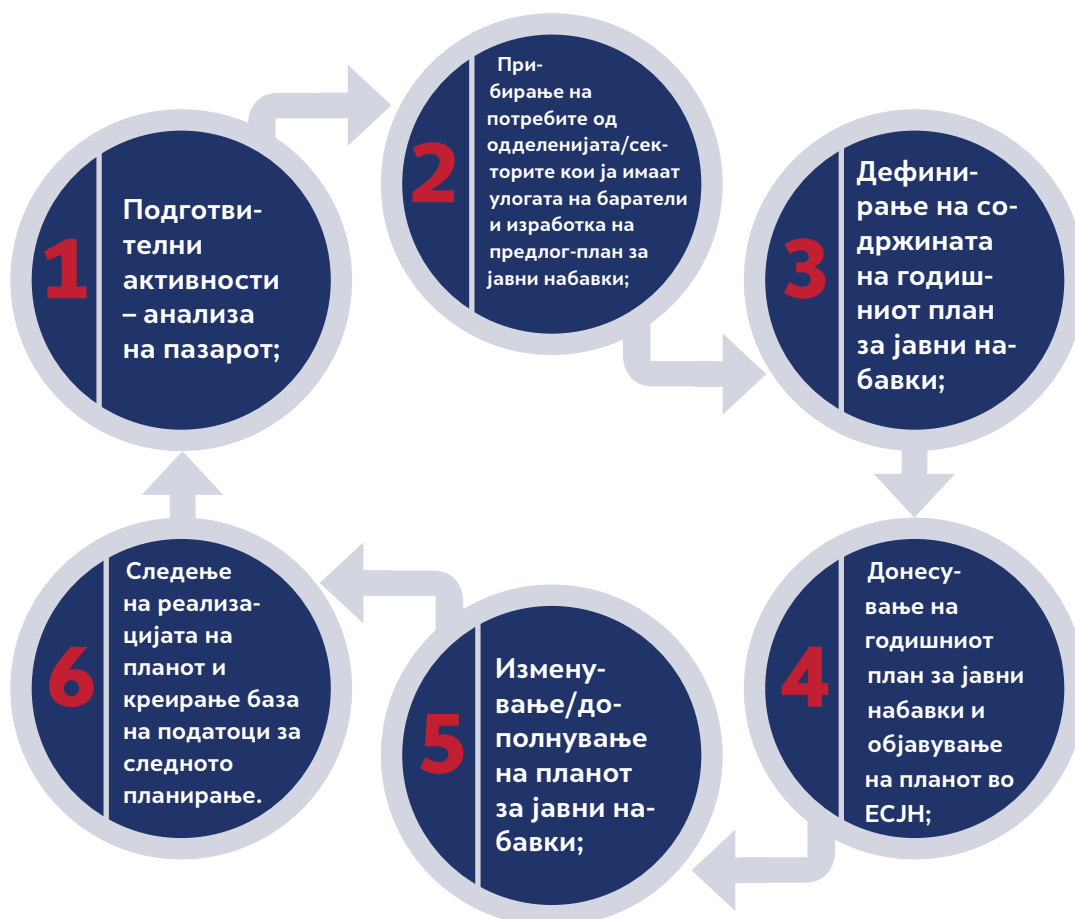 1
Подготви-
телни
активности
– анализа
на пазарот;
2
При-
бирање на
потребите од
одделенијата/сек-
торите кои ја имаат
улогата на баратели
и изработка на
предлог-план за
јавни набавки;
3
Дефини-
рање на со-
држината
на годиш-
ниот план
за јавни на-
бавки;
4
Донесу-
вање на
годишниот
план за јавни
набавки и
објавување
на планот во
ЕСЈН;
5
Измену-
вање/до-
полнување
на планот
за јавни на-
бавки;
6
Следење
на реализа-
цијата на
планот и
креирање база
на податоци за
следното
планирање.